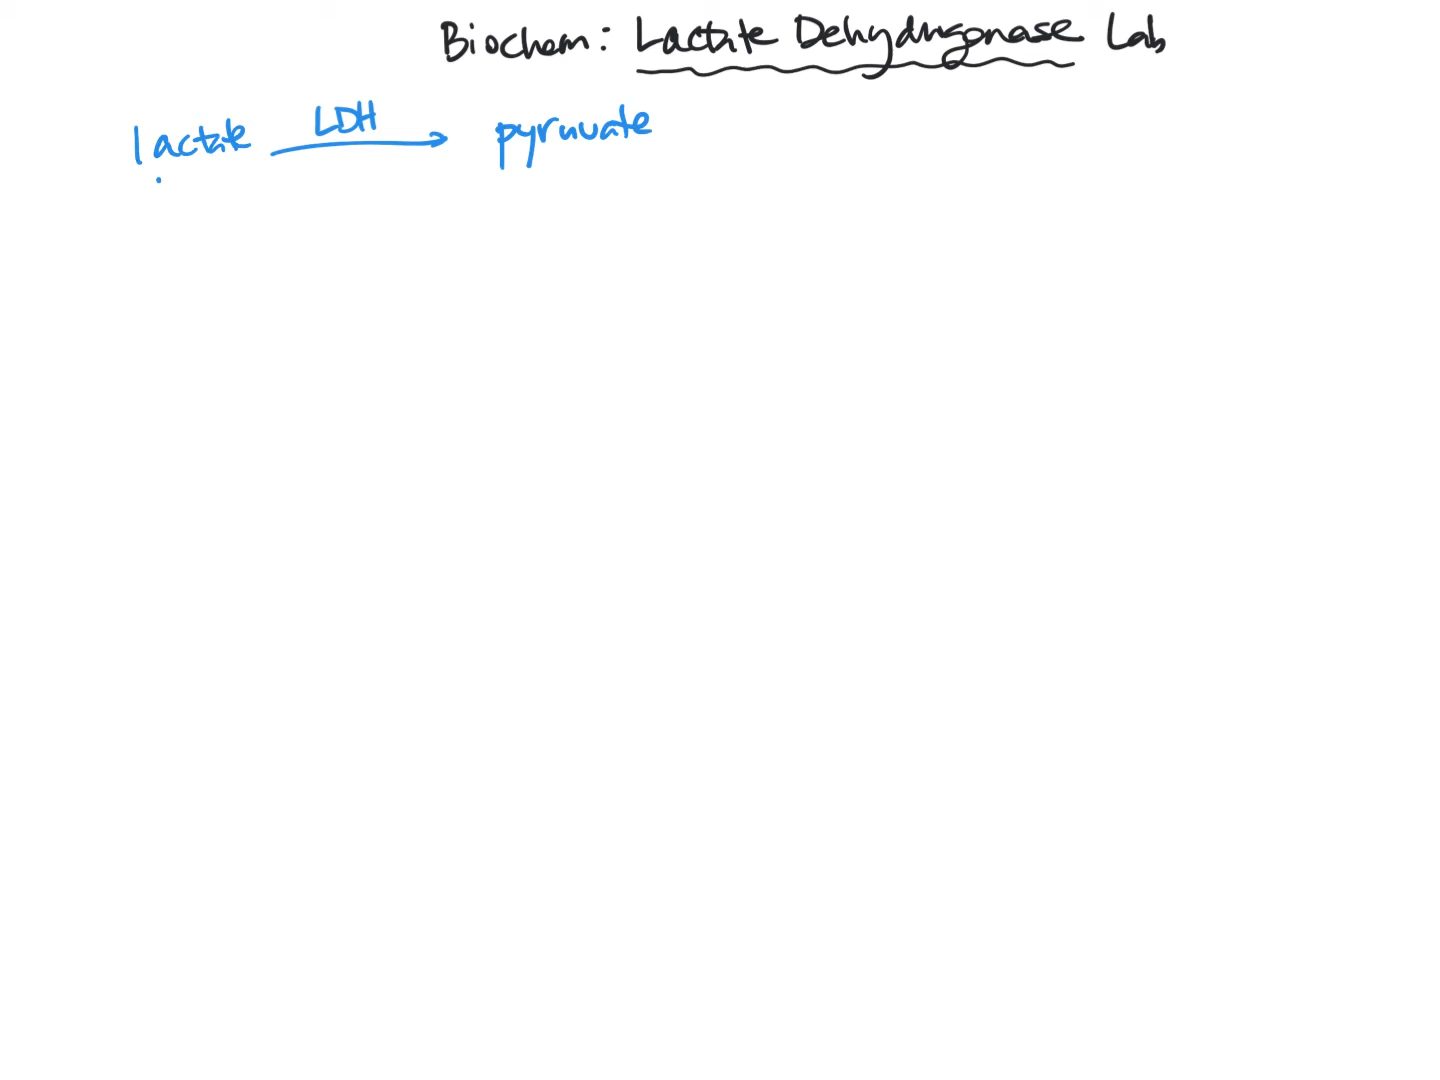 Biochem: Lactate Dehydrogenase Lab
LDH
lactate → pyruvate